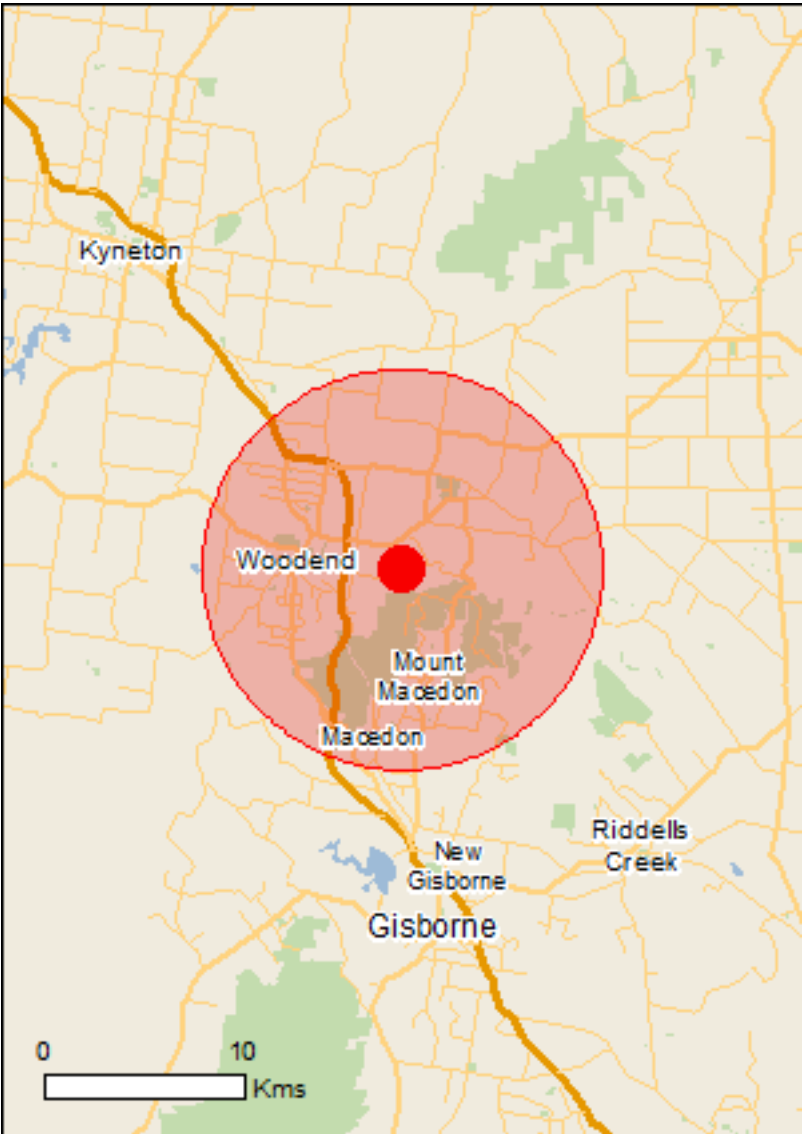 Kyneton
Woodend
Mount
Macedon
Macedon
Riddells
Creek
New
Gisborne
Gisborne
0 10
Kms